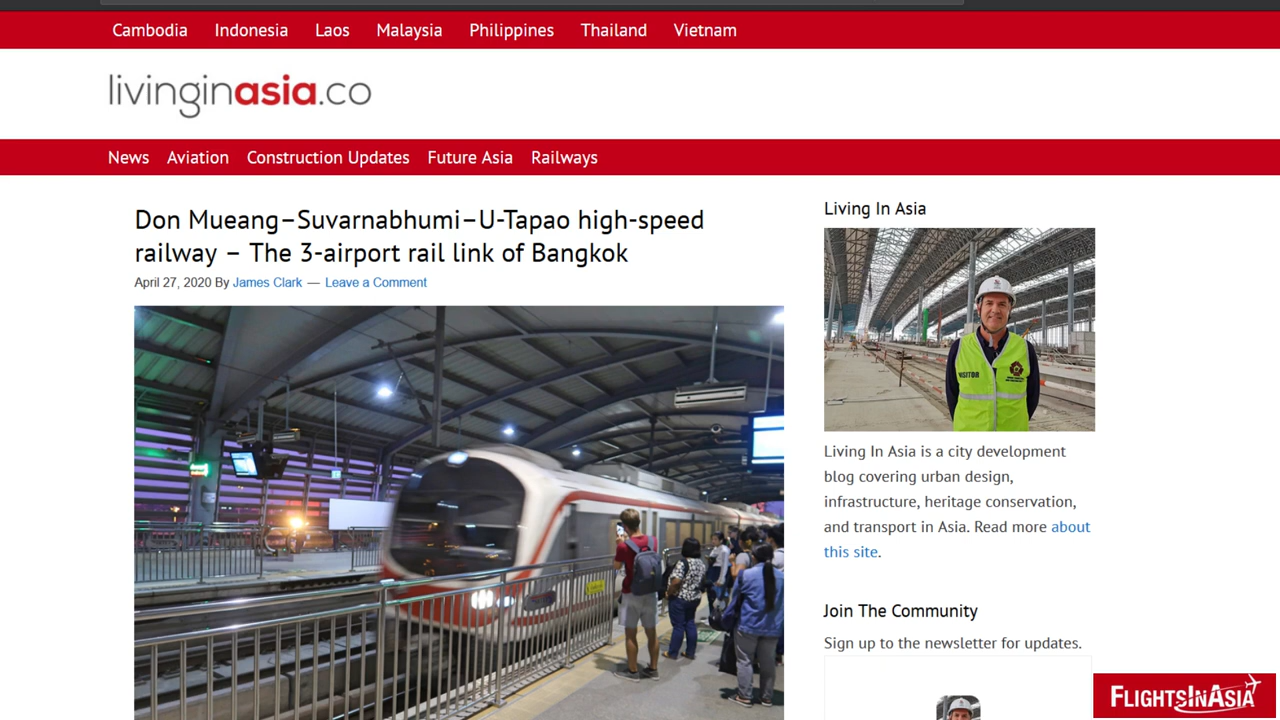 Cambodia Indonesia Laos Malaysia Philippines Thailand Vietnam
livinginasia.co
News Aviation Construction Updates Future Asia Railways
Don Mueang–Suvarnabhumi–U-Tapao high-speed
railway – The 3-airport rail link of Bangkok
April 27, 2020 By James Clark — Leave a Comment
Living In Asia
VISITOR
Living In Asia is a city development
blog covering urban design,
infrastructure, heritage conservation,
and transport in Asia. Read more about
this site.
Join The Community
Sign up to the newsletter for updates.
FLIGHTSINASIA